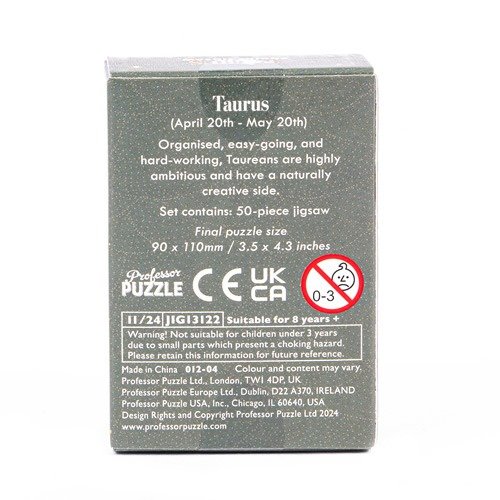 Taurus
(April 20th - May 20th)
Organised, easy-going, and
hard-working, Taureans are highly
ambitious and have a naturally
creative side.
Set contains: 50-piece jigsaw
Final puzzle size
90 x 110mm / 3.5 x 4.3 inches
Professor
PUZZLE
CE
UK
CA
0-3
11/24 JIG13122 Suitable for 8 years +
Warning! Not suitable for children under 3 years
due to small parts which present a choking hazard.
Please retain this information for future reference.
Made in China 012-04 Colour and content may vary.
Professor Puzzle Ltd., London, TW1 4DP, UK
Professor Puzzle Europe Ltd., Dublin, D22 A370, IRELAND
Professor Puzzle USA, Inc., Chicago, IL 60640, USA
Design Rights and Copyright Professor Puzzle Ltd 2024
www.professorpuzzle.com